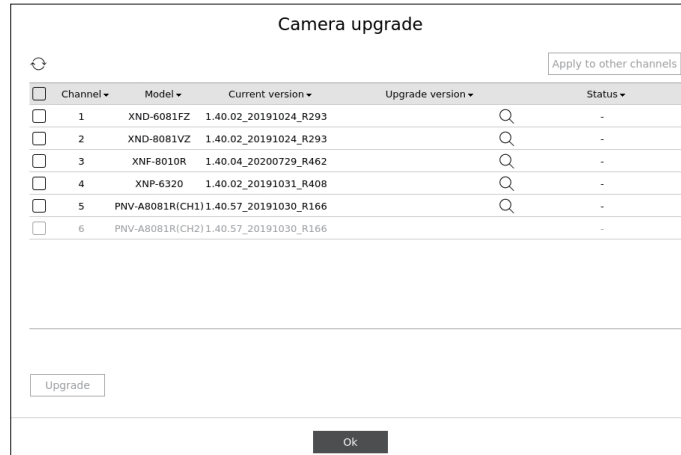 Camera upgrade
Apply to other channels
Channel Model Current version Upgrade version Status
1 XND-6081FZ 1.40.02_20191024_R293 -
2 XND-8081VZ 1.40.02_20191024_R293 -
3 XNF-8010R 1.40.04_20200729_R462 -
4 XNP-6320 1.40.02_20191031_R408 -
5 PNV-A8081R(CH1) 1.40.57_20191030_R166 -
6 PNV-A8081R(CH2) 1.40.57_20191030_R166 -
Upgrade
Ok